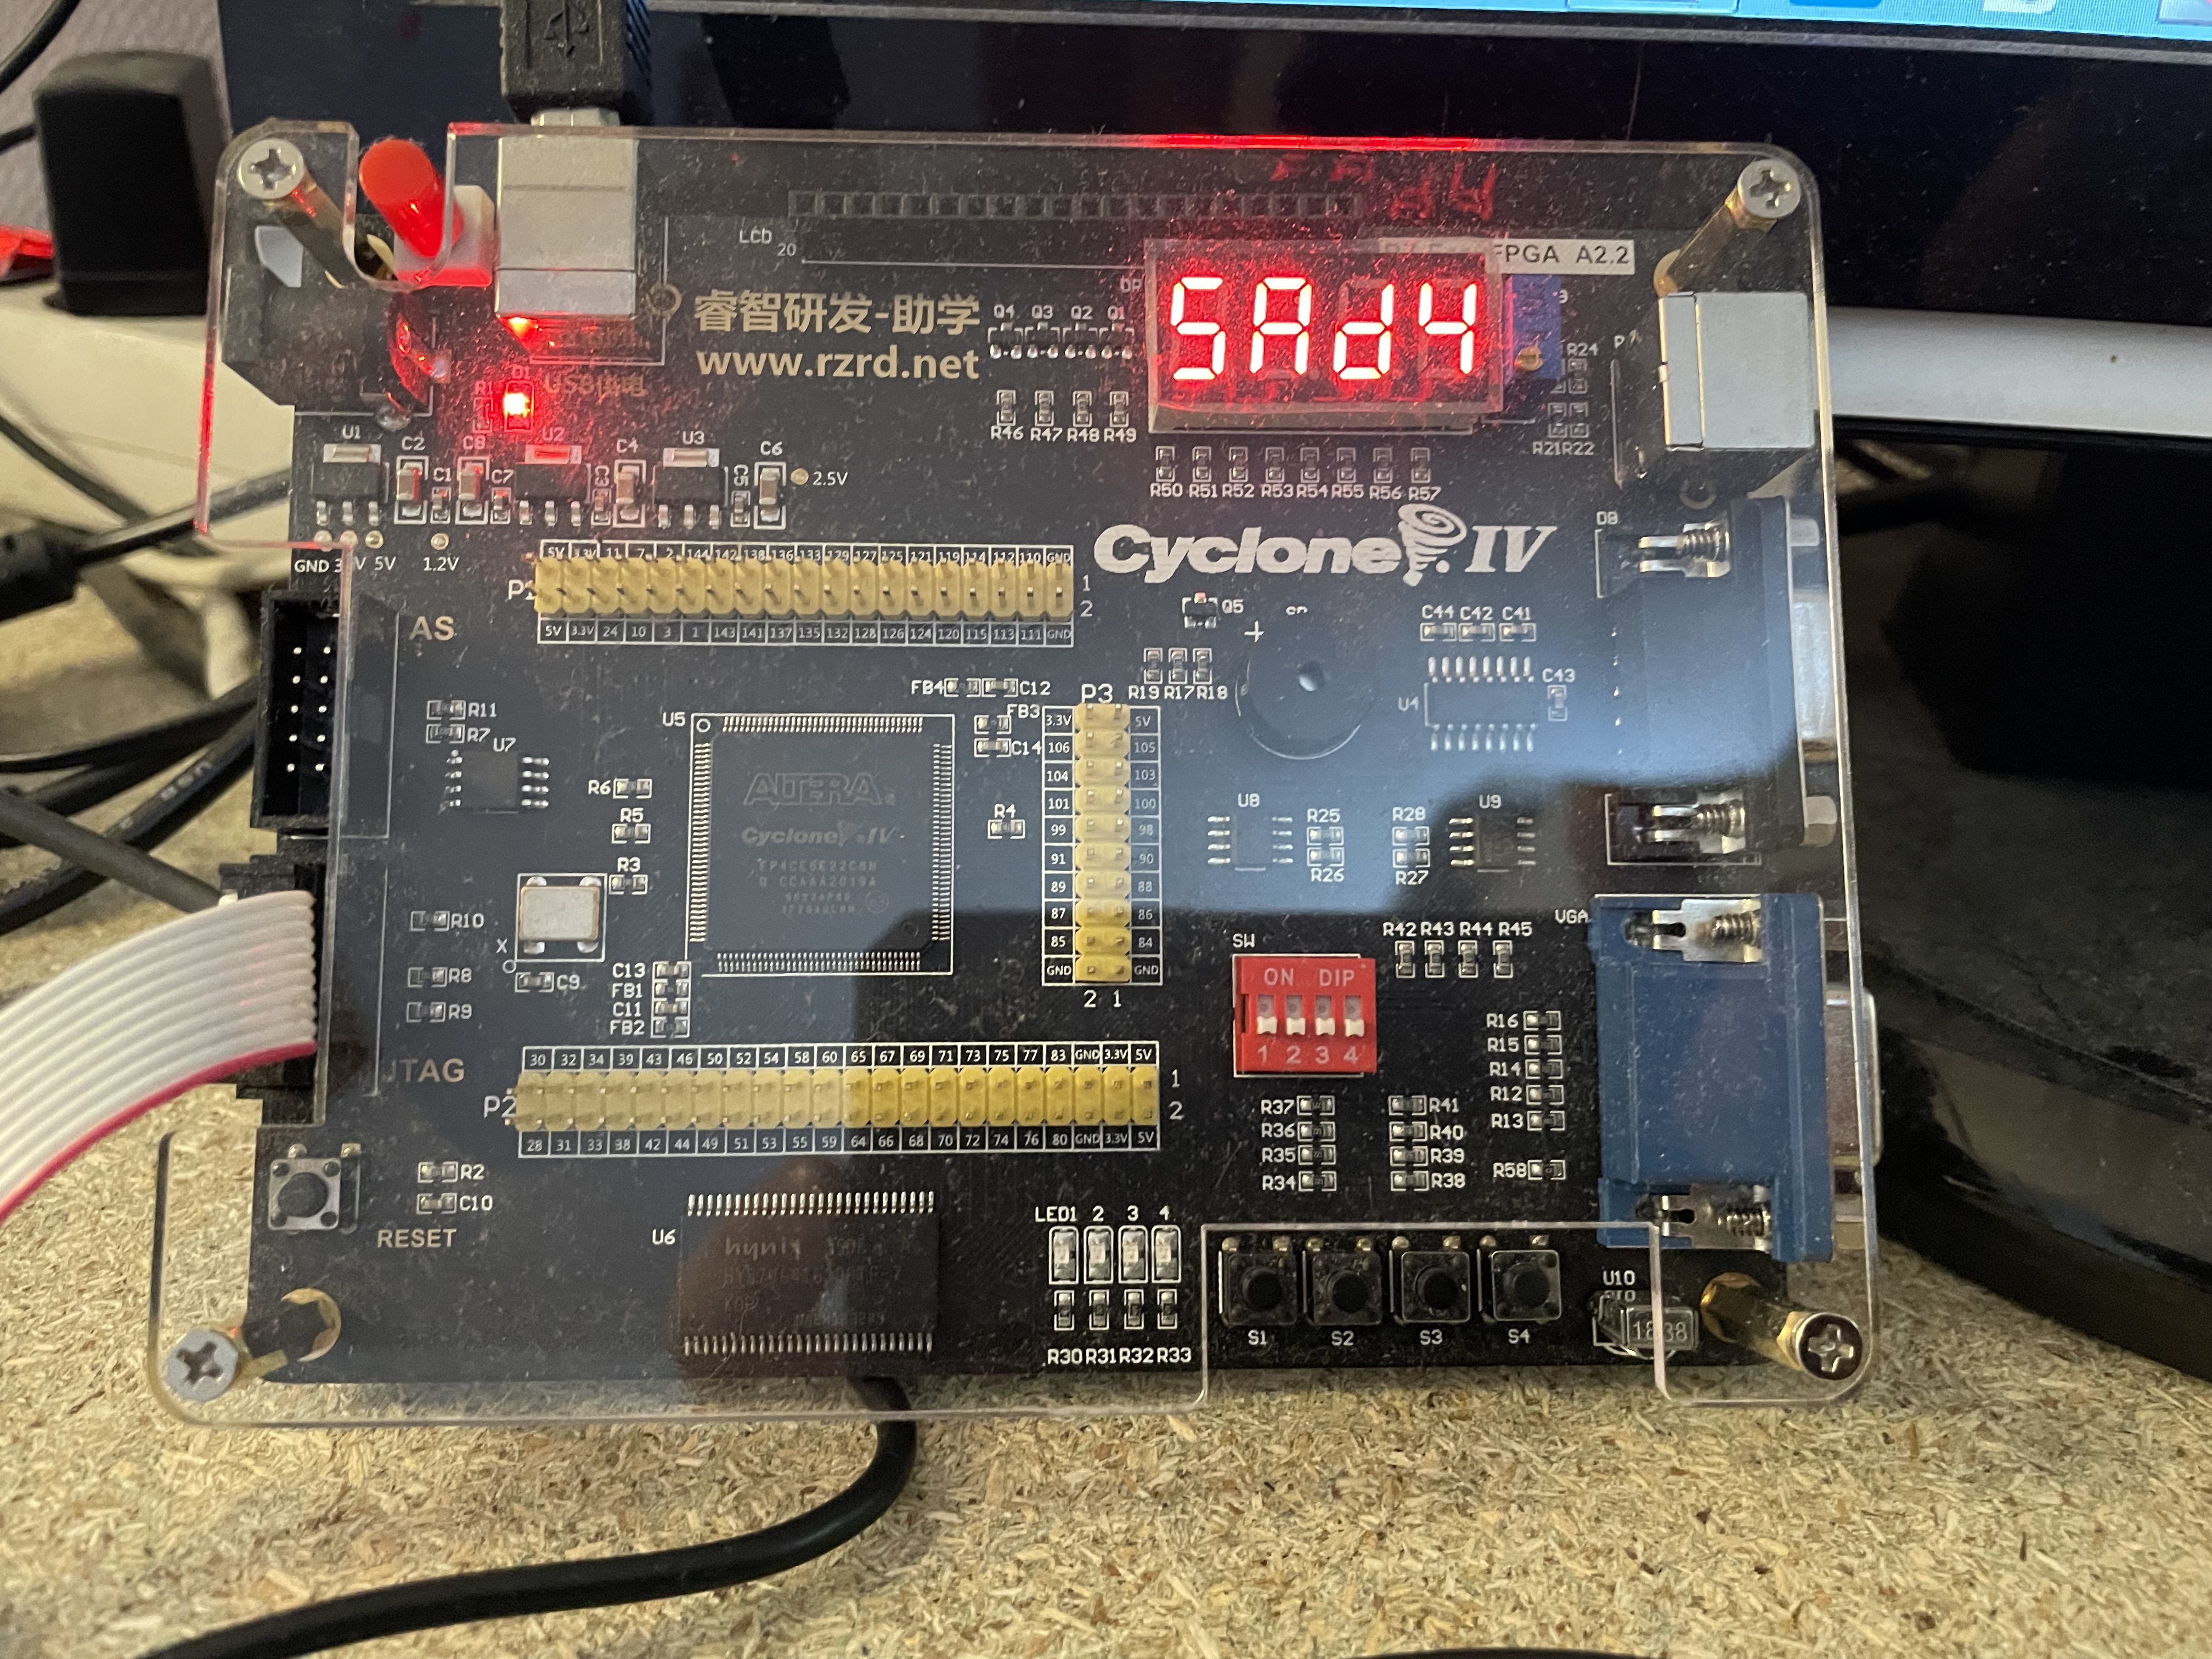 LCD
20
FPGA A2.2
睿智研发-助学
www.rzrd.net
Q4 Q3 Q2 Q1
5Ad4
R24
R21 R22
R46 R47 R48 R49
R50 R51 R52 R53 R54 R55 R56 R57
D1
U1 C2 C1 C7 U2 C3 C4 U3 C5 C6
2.5V
GND 5V 1.2V
Cyclone IV
5V 3.3V 11 7 2 144 142 138 136 133 129 127 125 121 119 114 112 110 GND
1
2
5V 3.3V 24 10 3 1 143 141 137 135 132 128 126 124 120 115 113 111 GND
AS
Q5
+
C44 C42 C41
C43
U4
R19 R17 R18
FB4 C12
FB3
C14
P3
3.3V 5V
106 105
104 103
101 100
99 98
91 90
89 88
87 86
85 84
GND GND
2 1
R11
R7
U7
U5
R6
R5
R3
R4
ALTERA
Cyclone IV
EP4CE6E22C8N
U8
R25
R26
R28
R27
U9
R10
R8
R9
X
C9
C13
FB1
C11
FB2
SW
ON DIP
1 2 3 4
R42 R43 R44 R45
VGA
R16
R15
R14
R12
R13
R58
JTAG
30 32 34 39 43 46 50 52 54 58 60 65 67 69 71 73 75 77 83 GND 3.3V 5V
P2
1
2
28 31 33 38 42 44 49 51 53 55 59 64 66 68 70 72 74 76 80 GND 3.3V 5V
R37 R41
R36 R40
R35 R39
R34 R38
R2
C10
RESET
U6
hynix
LED1 2 3 4
R30 R31 R32 R33
S1 S2 S3 S4
U10
1838